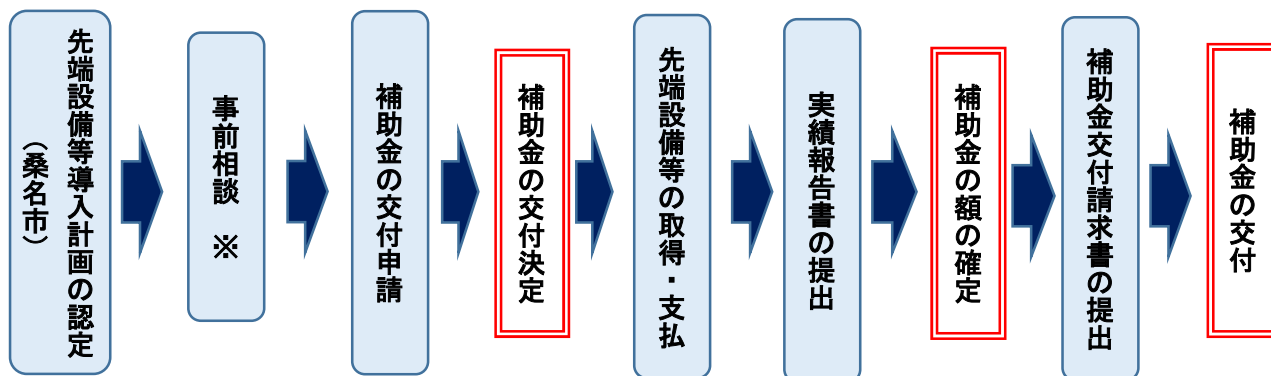 先端設備等導入計画の認定
（桑名市）
事前相談　※
補助金の交付申請
補助金の交付決定
先端設備等の取得・支払
実績報告書の提出
補助金の額の確定
補助金交付請求書の提出
補助金の交付